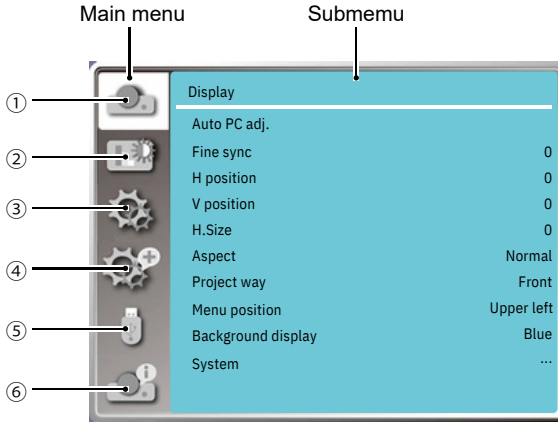 Main menu Submemu
Display
Auto PC adj.
Fine sync 0
H position 0
V position 0
H.Size 0
Aspect Normal
Project way Front
Menu position Upper left
Background display Blue
System ...
①
②
③
④
⑤
⑥